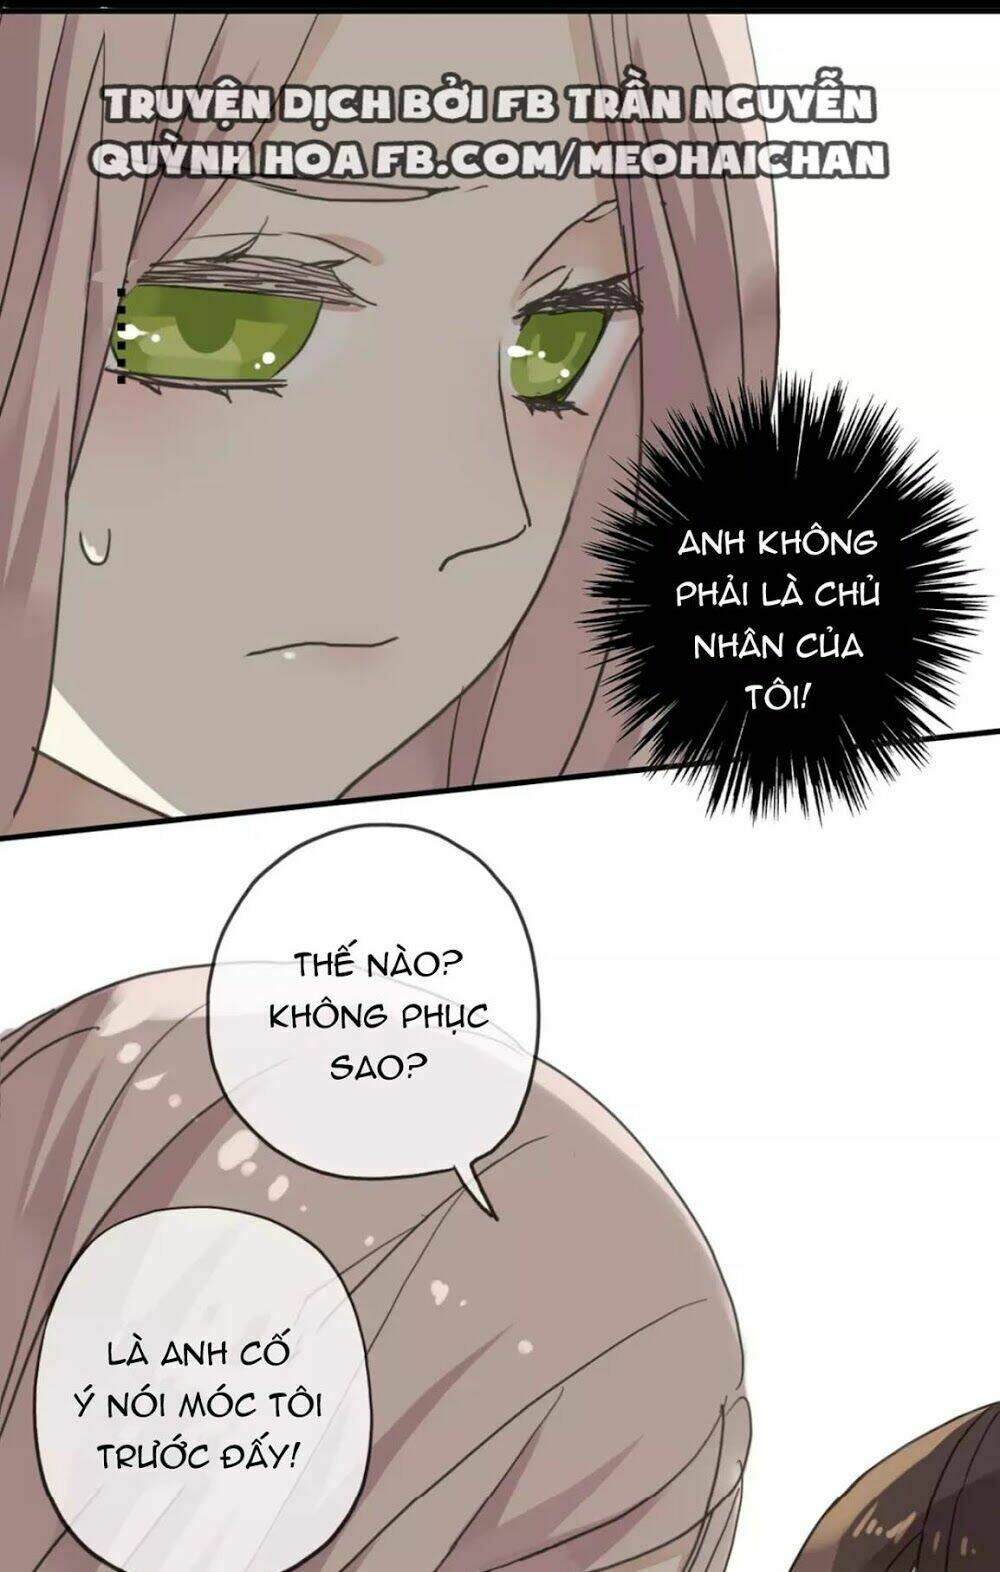 TRUYỆN DỊCH BỞI FB TRẦN NGUYỄN
QUỲNH HOA FB.COM/MEOHAICHAN
ANH KHÔNG
PHẢI LÀ CHỦ
NHÂN CỦA
TÔI!
THẾ NÀO?
KHÔNG PHỤC
SAO?
LÀ ANH CỐ
Ý NÓI MÓC TÔI
TRƯỚC ĐẤY!